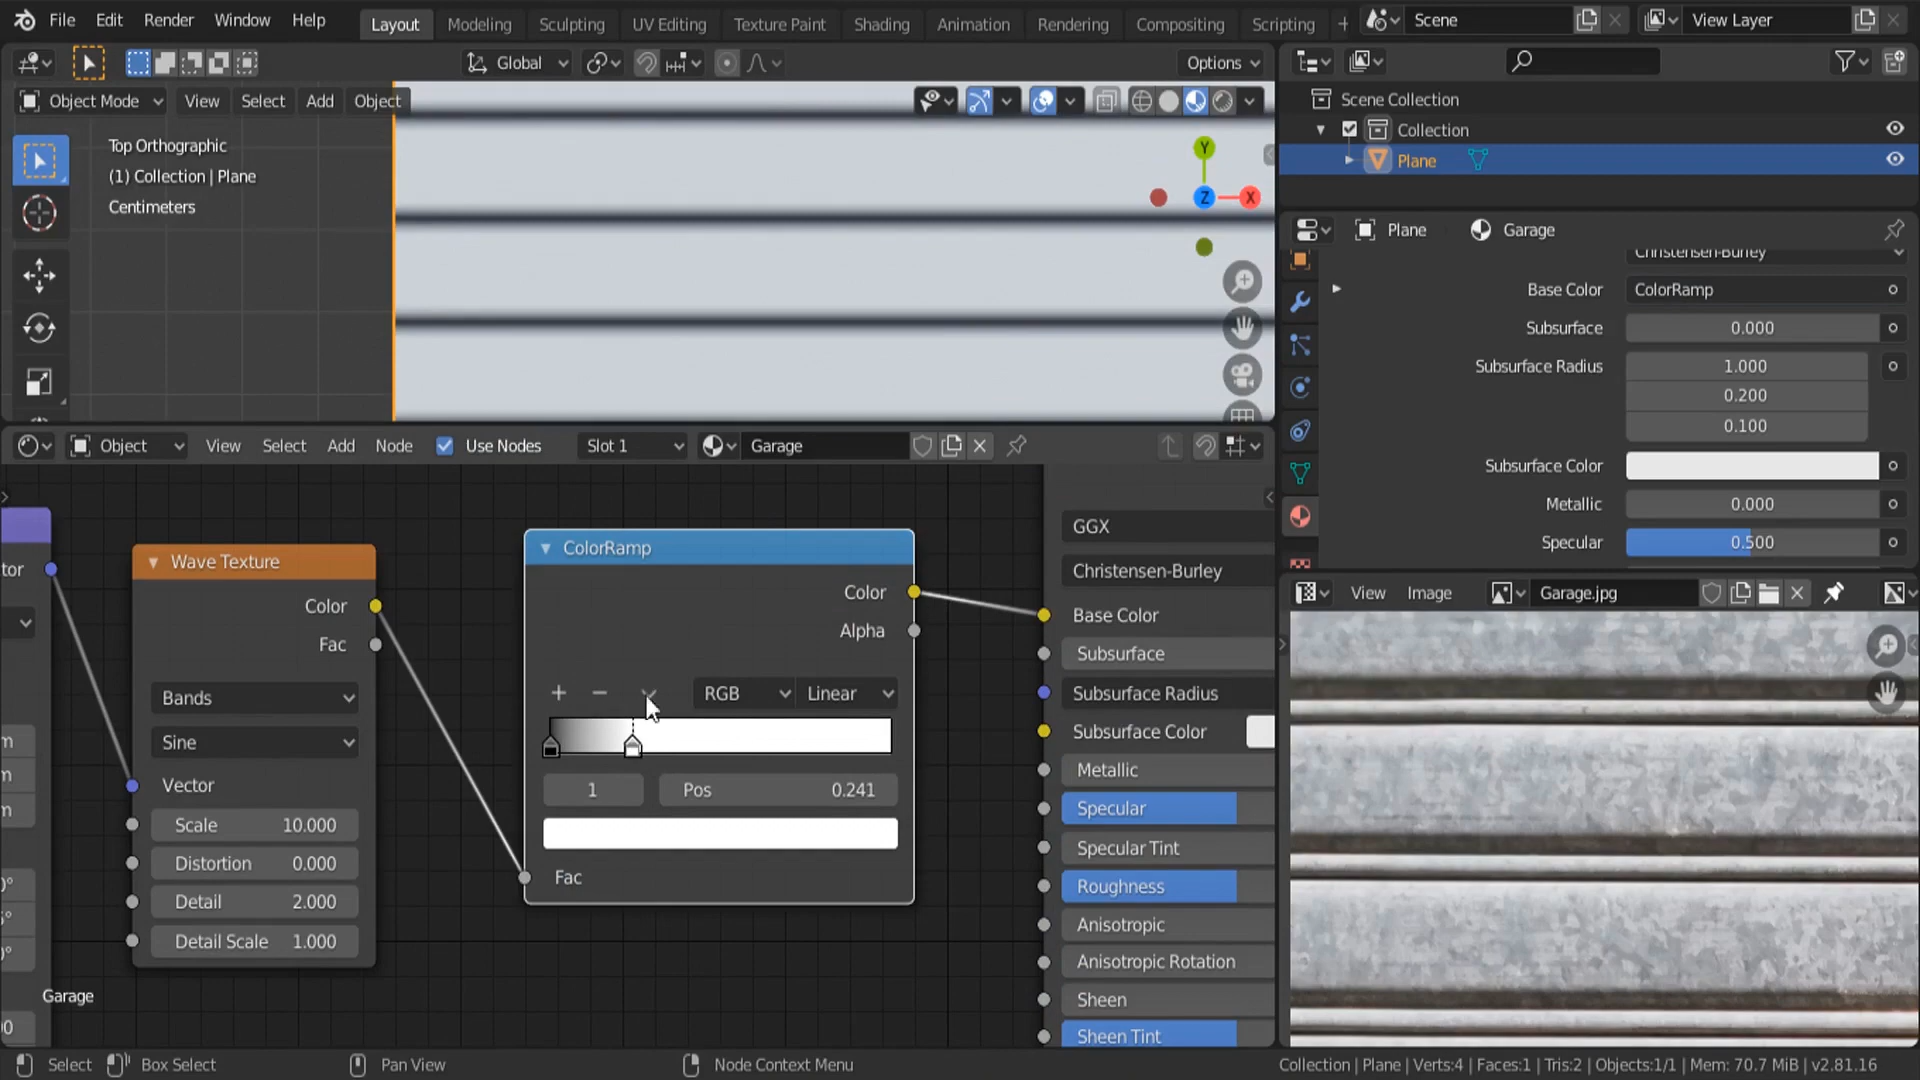 File Edit Render Window Help Layout Modeling Sculpting UV Editing Texture Paint Shading Animation Rendering Compositing Scripting + Scene View Layer
Global Options
Object Mode View Select Add Object
Top Orthographic
(1) Collection | Plane
Centimeters
Y
Z X
Scene Collection
Collection
Plane
Plane Garage
Christensen-Burley
Base Color ColorRamp
Subsurface 0.000
Subsurface Radius 1.000
0.200
0.100
Subsurface Color
Metallic 0.000
Specular 0.500
Object View Select Add Node Use Nodes Slot 1 Garage
tor
m
m
m
0°
5°
0°
00
Wave Texture
Color
Fac
Bands
Sine
Vector
Scale 10.000
Distortion 0.000
Detail 2.000
Detail Scale 1.000
Garage
ColorRamp
Color
Alpha
+ − RGB Linear
1 Pos 0.241
Fac
GGX
Christensen-Burley
Base Color
Subsurface
Subsurface Radius
Subsurface Color
Metallic
Specular
Specular Tint
Roughness
Anisotropic
Anisotropic Rotation
Sheen
Sheen Tint
View Image Garage.jpg
Select Box Select Pan View Node Context Menu Collection | Plane | Verts:4 | Faces:1 | Tris:2 | Objects:1/1 | Mem: 70.7 MiB | v2.81.16